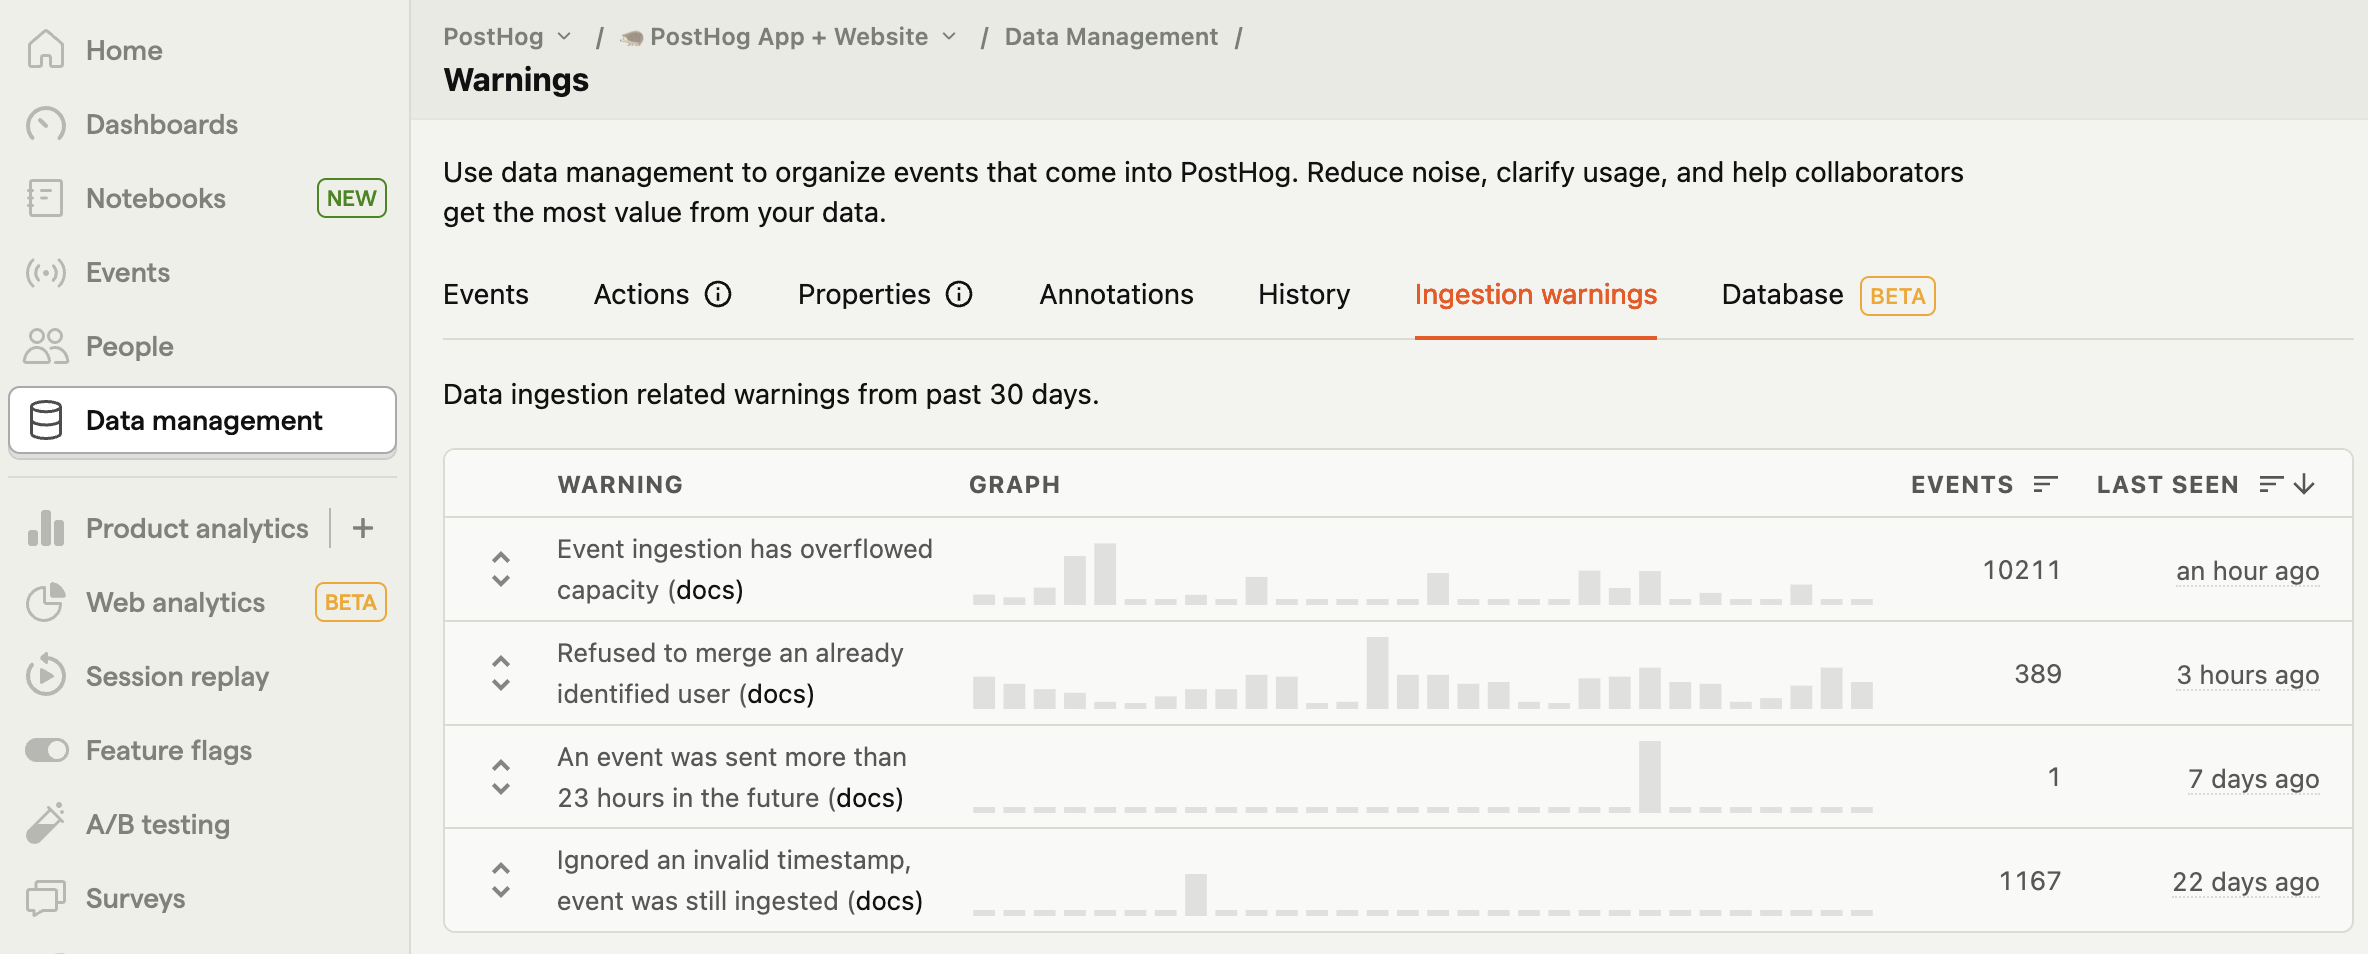 Home
Dashboards
Notebooks NEW
Events
People
Data management
Product analytics +
Web analytics BETA
Session replay
Feature flags
A/B testing
Surveys
PostHog / PostHog App + Website / Data Management /
Warnings
Use data management to organize events that come into PostHog. Reduce noise, clarify usage, and help collaborators
get the most value from your data.
Events Actions Properties Annotations History Ingestion warnings Database BETA
Data ingestion related warnings from past 30 days.
WARNING GRAPH EVENTS LAST SEEN
Event ingestion has overflowed
capacity (docs) 10211 an hour ago
Refused to merge an already
identified user (docs) 389 3 hours ago
An event was sent more than
23 hours in the future (docs) 1 7 days ago
Ignored an invalid timestamp,
event was still ingested (docs) 1167 22 days ago